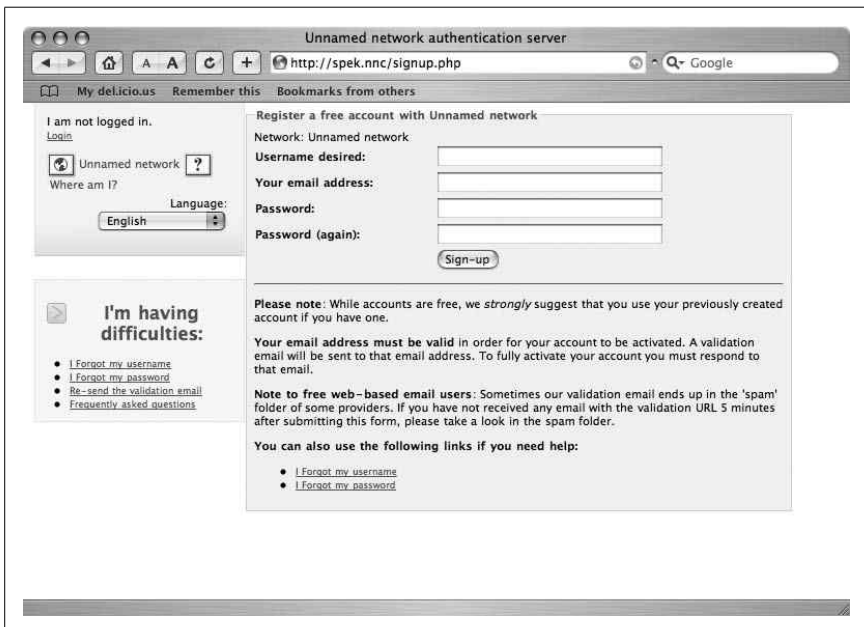 Unnamed network authentication server
A A + http://spek.nnc/signup.php Q Google
My del.icio.us Remember this Bookmarks from others
I am not logged in.
Login
Unnamed network ?
Where am I?
Language:
English
I'm having
difficulties:
• I Forgot my username
• I Forgot my password
• Re-send the validation email
• Frequently asked questions
Register a free account with Unnamed network
Network: Unnamed network
Username desired:
Your email address:
Password:
Password (again):
Sign-up
Please note: While accounts are free, we strongly suggest that you use your previously created
account if you have one.
Your email address must be valid in order for your account to be activated. A validation
email will be sent to that email address. To fully activate your account you must respond to
that email.
Note to free web-based email users: Sometimes our validation email ends up in the 'spam'
folder of some providers. If you have not received any email with the validation URL 5 minutes
after submitting this form, please take a look in the spam folder.
You can also use the following links if you need help:
• I Forgot my username
• I Forgot my password